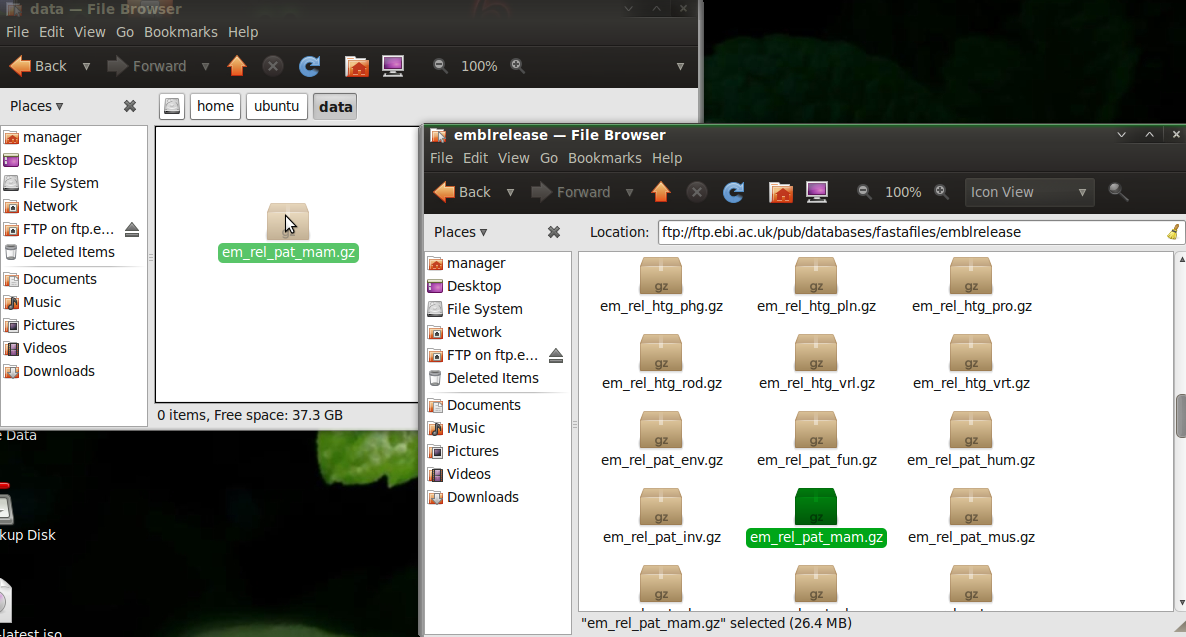 data — File Browser
File Edit View Go Bookmarks Help
Back Forward 100%
Places
home ubuntu data
manager
Desktop
File System
Network
FTP on ftp.e...
Deleted Items
Documents
Music
Pictures
Videos
Downloads
em_rel_pat_mam.gz
0 items, Free space: 37.3 GB
Data
kup Disk
latest.iso
emblrelease — File Browser
File Edit View Go Bookmarks Help
Back Forward 100% Icon View
Places
Location: ftp://ftp.ebi.ac.uk/pub/databases/fastafiles/emblrelease
manager
Desktop
File System
Network
FTP on ftp.e...
Deleted Items
Documents
Music
Pictures
Videos
Downloads
gz gz gz
em_rel_htg_phg.gz em_rel_htg_pln.gz em_rel_htg_pro.gz
gz gz gz
em_rel_htg_rod.gz em_rel_htg_vrl.gz em_rel_htg_vrt.gz
gz gz gz
em_rel_pat_env.gz em_rel_pat_fun.gz em_rel_pat_hum.gz
gz gz gz
em_rel_pat_inv.gz em_rel_pat_mam.gz em_rel_pat_mus.gz
gz gz gz
"em_rel_pat_mam.gz" selected (26.4 MB)